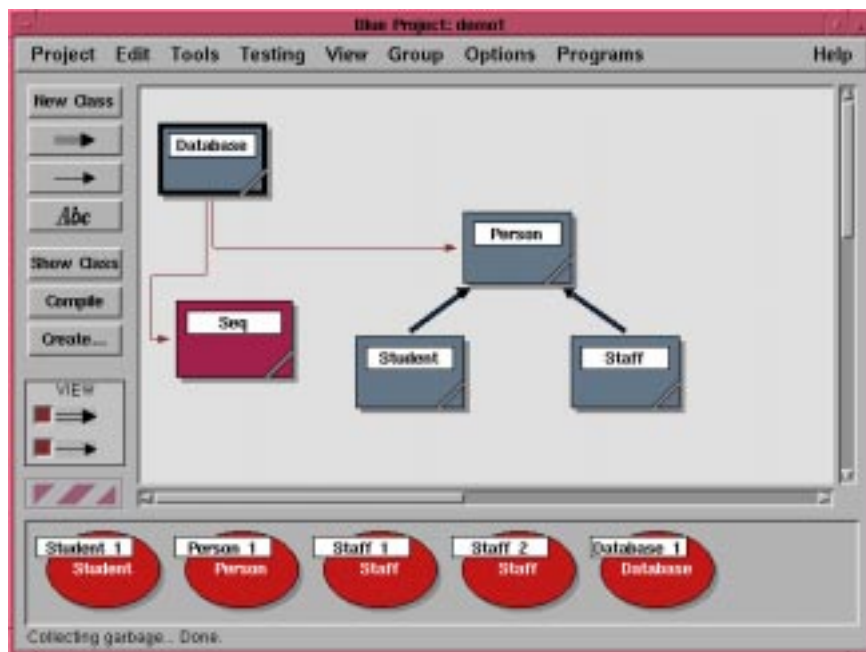 Blue Project: demo1
Project Edit Tools Testing View Group Options Programs Help
New Class
Abc
Show Class
Compile
Create...
VIEW
Database
Person
Seq
Student
Staff
Student 1
Student
Person 1
Person
Staff 1
Staff
Staff 2
Staff
Database 1
Database
Collecting garbage... Done.